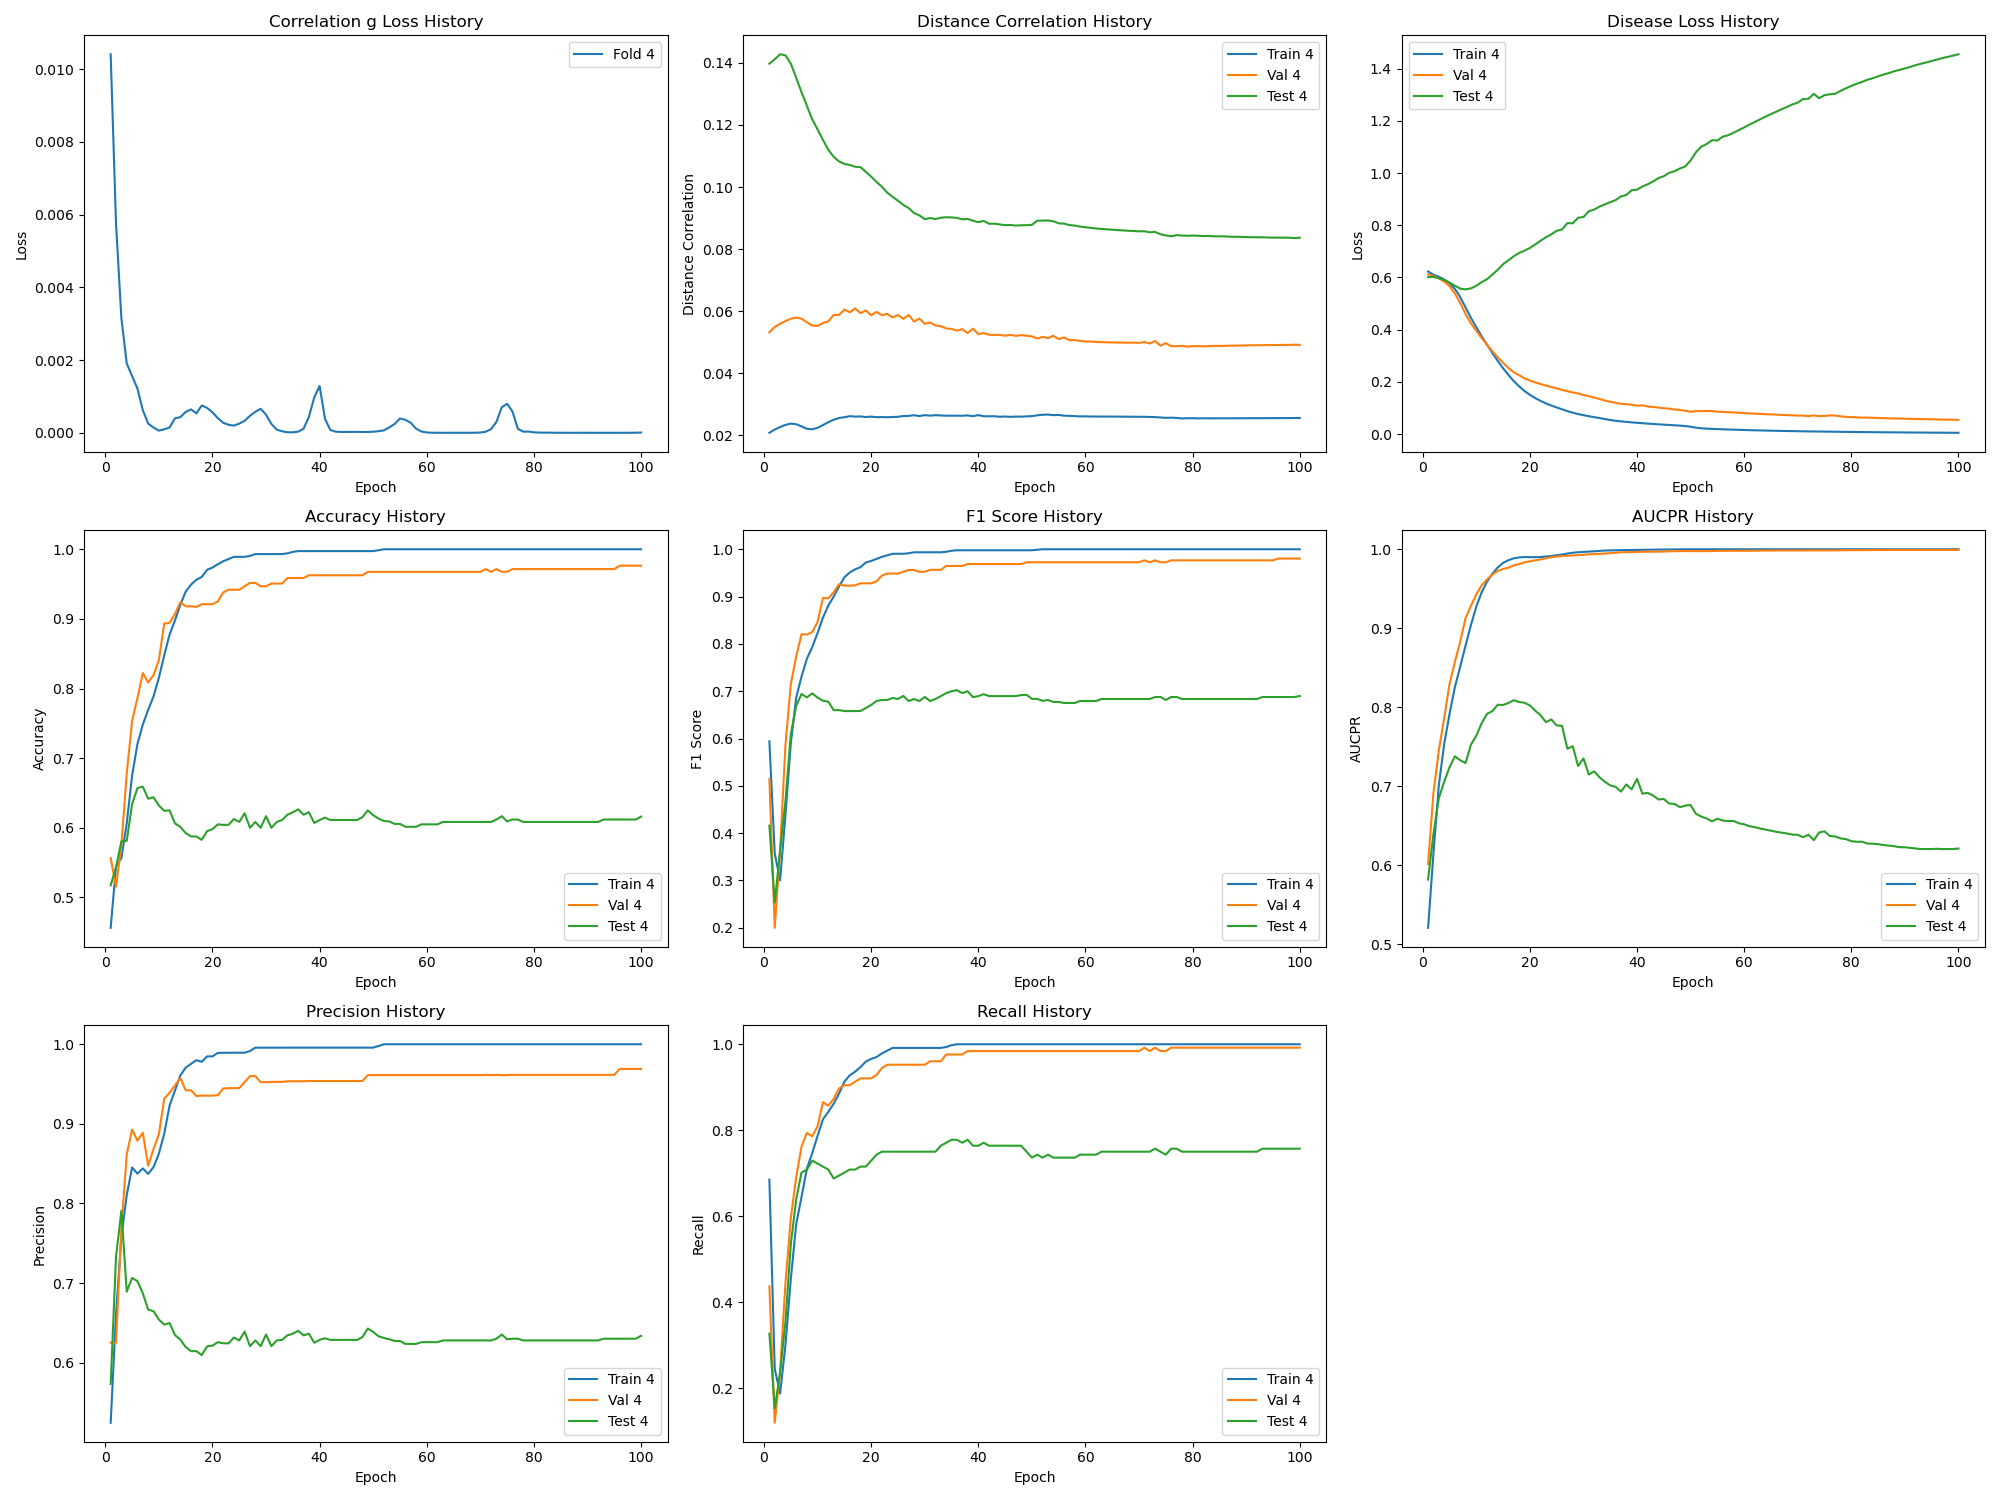 Correlation g Loss History
Loss
0.010
0.008
0.006
0.004
0.002
0.000
Fold 4
0 20 40 60 80 100
Epoch
Distance Correlation History
Distance Correlation
0.14
0.12
0.10
0.08
0.06
0.04
0.02
Train 4
Val 4
Test 4
0 20 40 60 80 100
Epoch
Disease Loss History
Loss
1.4
1.2
1.0
0.8
0.6
0.4
0.2
0.0
Train 4
Val 4
Test 4
0 20 40 60 80 100
Epoch
Accuracy History
Accuracy
1.0
0.9
0.8
0.7
0.6
0.5
Train 4
Val 4
Test 4
0 20 40 60 80 100
Epoch
F1 Score History
F1 Score
1.0
0.9
0.8
0.7
0.6
0.5
0.4
0.3
0.2
Train 4
Val 4
Test 4
0 20 40 60 80 100
Epoch
AUCPR History
AUCPR
1.0
0.9
0.8
0.7
0.6
0.5
Train 4
Val 4
Test 4
0 20 40 60 80 100
Epoch
Precision History
Precision
1.0
0.9
0.8
0.7
0.6
Train 4
Val 4
Test 4
0 20 40 60 80 100
Epoch
Recall History
Recall
1.0
0.8
0.6
0.4
0.2
Train 4
Val 4
Test 4
0 20 40 60 80 100
Epoch